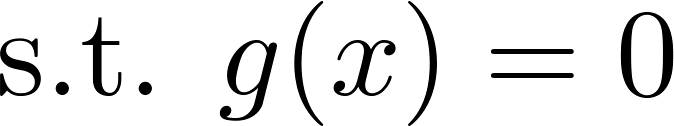 s.t. g(x) = 0